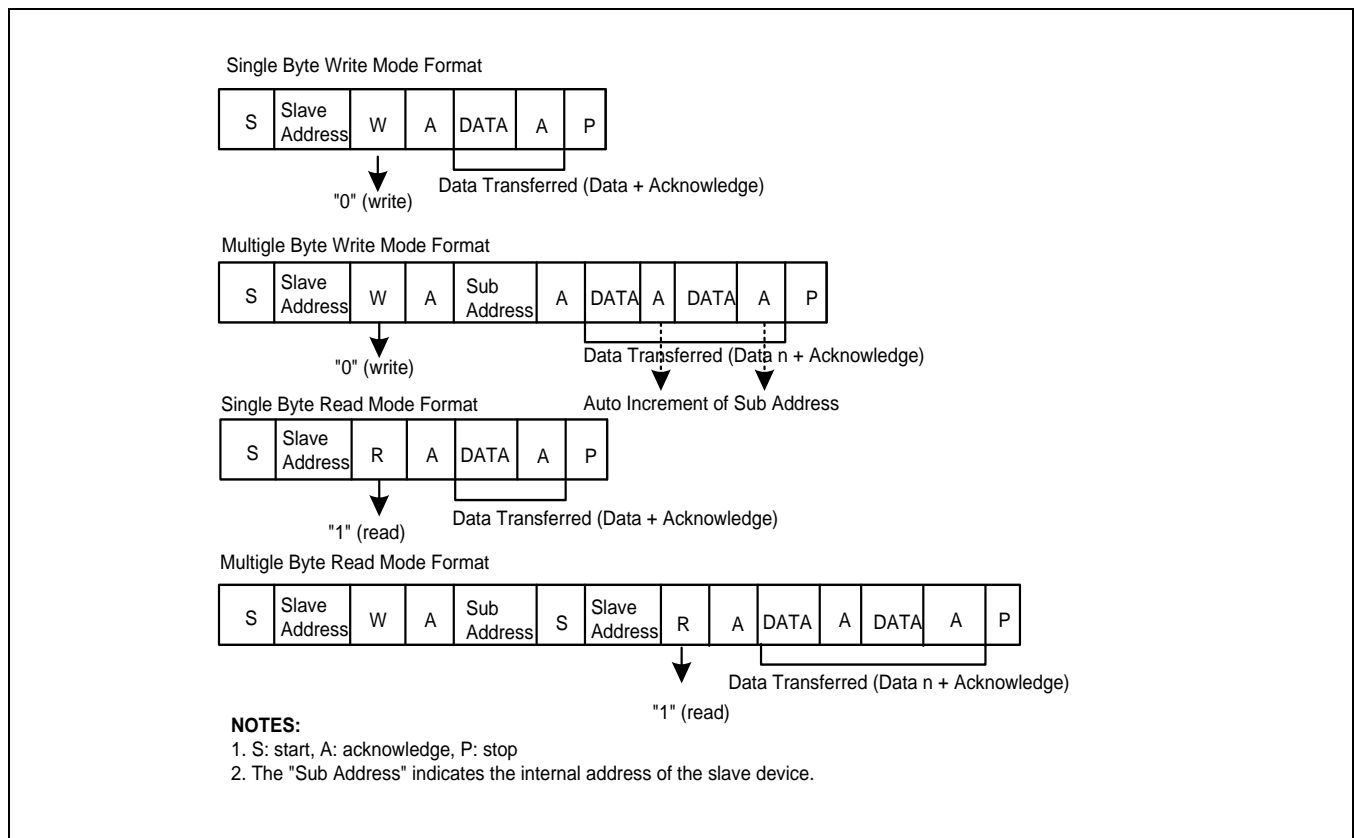 Single Byte Write Mode Format
S Slave Address W A DATA A P
Data Transferred (Data + Acknowledge)
"0" (write)
Multigle Byte Write Mode Format
S Slave Address W A Sub Address A DATA A DATA A P
Data Transferred (Data n + Acknowledge)
"0" (write)
Auto Increment of Sub Address
Single Byte Read Mode Format
S Slave Address R A DATA A P
Data Transferred (Data + Acknowledge)
"1" (read)
Multigle Byte Read Mode Format
S Slave Address W A Sub Address S Slave Address R A DATA A DATA A P
Data Transferred (Data n + Acknowledge)
"1" (read)
NOTES:
1. S: start, A: acknowledge, P: stop
2. The "Sub Address" indicates the internal address of the slave device.